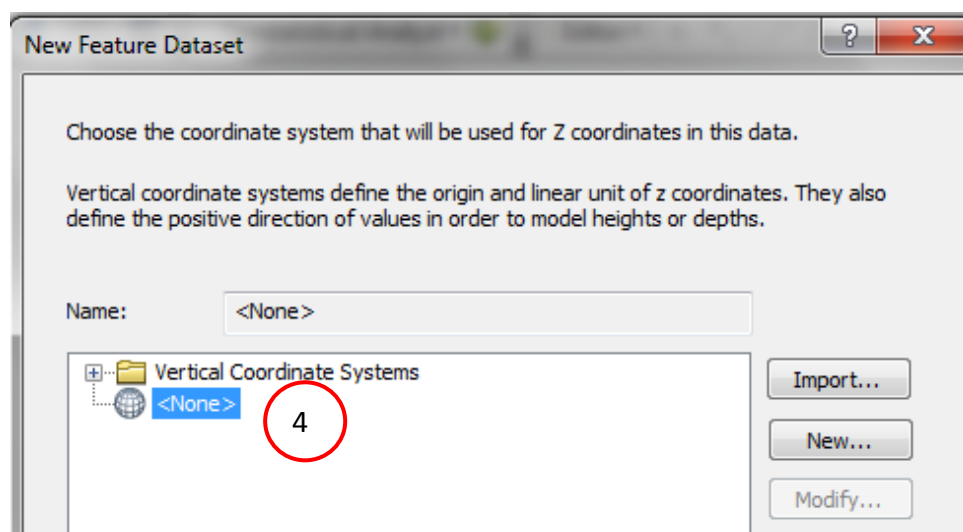 New Feature Dataset
Choose the coordinate system that will be used for Z coordinates in this data.
Vertical coordinate systems define the origin and linear unit of z coordinates. They also
define the positive direction of values in order to model heights or depths.
Name: <None>
Vertical Coordinate Systems
<None>
4
Import...
New...
Modify...